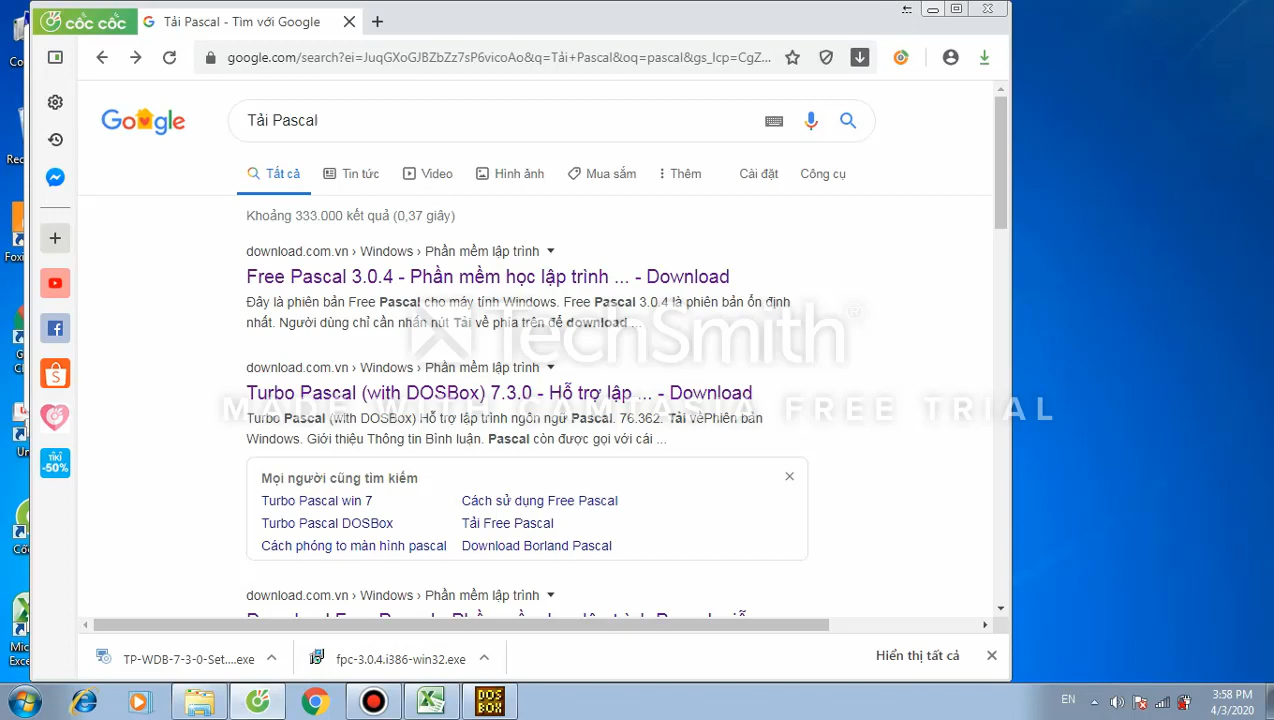 cốc cốc
Tải Pascal - Tìm với Google
google.com/search?ei=JuqGXoGJBZbZz7sP6vicoAo&q=Tải+Pascal&oq=pascal&gs_lcp=CgZ...
Google
Tải Pascal
Tất cả
Tin tức
Video
Hình ảnh
Mua sắm
Thêm
Cài đặt
Công cụ
Khoảng 333.000 kết quả (0,37 giây)
download.com.vn › Windows › Phần mềm lập trình
Free Pascal 3.0.4 - Phần mềm học lập trình ... - Download
Đây là phiên bản Free Pascal cho máy tính Windows. Free Pascal 3.0.4 là phiên bản ổn định
nhất. Người dùng chỉ cần nhấn nút Tải về phía trên để download ...
TechSmith®
download.com.vn › Windows › Phần mềm lập trình
Turbo Pascal (with DOSBox) 7.3.0 - Hỗ trợ lập ... - Download
MADE WITH CAMTASIA FREE TRIAL
Turbo Pascal (with DOSBox) Hỗ trợ lập trình ngôn ngữ Pascal. 76.362. Tải vềPhiên bản
Windows. Giới thiệu Thông tin Bình luận. Pascal còn được gọi với cái ...
Mọi người cũng tìm kiếm
Turbo Pascal win 7
Cách sử dụng Free Pascal
Turbo Pascal DOSBox
Tải Free Pascal
Cách phóng to màn hình pascal
Download Borland Pascal
download.com.vn › Windows › Phần mềm lập trình
TIKI
-50%
TP-WDB-7-3-0-Set....exe
fpc-3.0.4.i386-win32.exe
Hiển thị tất cả
DOS
BOX
EN
3:58 PM
4/3/2020